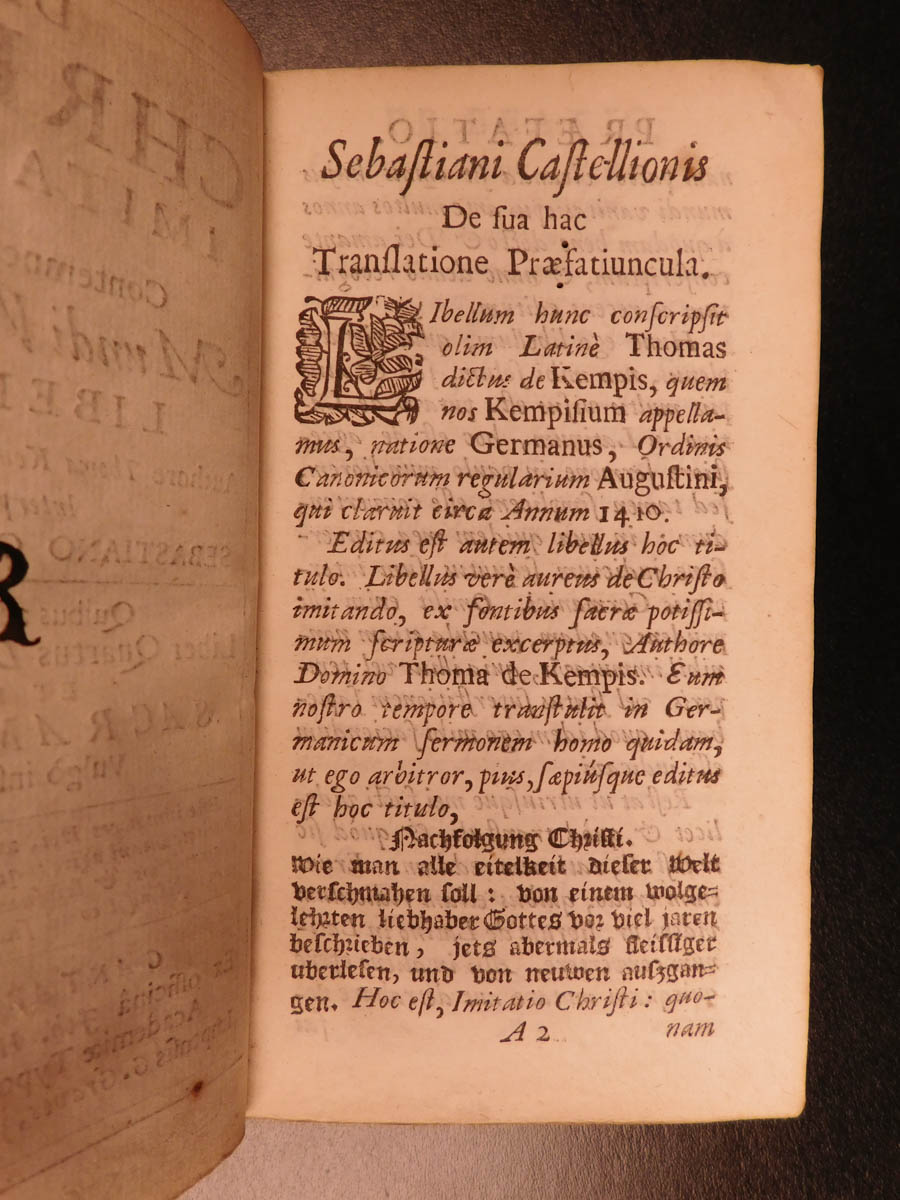 Sebaſtiani Caſtellionis
De ſua hac
Tranſlatione Præfatiuncula.
LIbellum hunc conſcripſit
olim Latinè Thomas
dictus de Kempis, quem
nos Kempiſium appella-
mus, natione Germanus, Ordinis
Canonicorum regularium Auguſtini,
qui claruit circa Annum 1410.
Editus eſt autem libellus hoc ti-
tulo. Libellus verè aureus de Chriſto
imitando, ex fontibus ſacræ potiſſi-
mum ſcripturæ excerptus, Authore
Domino Thoma de Kempis. Eum
noſtro tempore tranſtulit in Ger-
manicum ſermonem homo quidam,
ut ego arbitror, pius, ſæpiúſque editus
eſt hoc titulo,
Nachfolgung Chriſti.
Wie man alle eitelkeit dieſer Welt
verſchmahen ſoll: von einem wolge-
lehrten liebhaber Gottes vor viel jaren
beſchrieben, jets abermals fleiſſiger
uberleſen, und von neuwen auſzgan-
gen. Hoc eſt, Imitatio Chriſti: quo-
A 2 nam